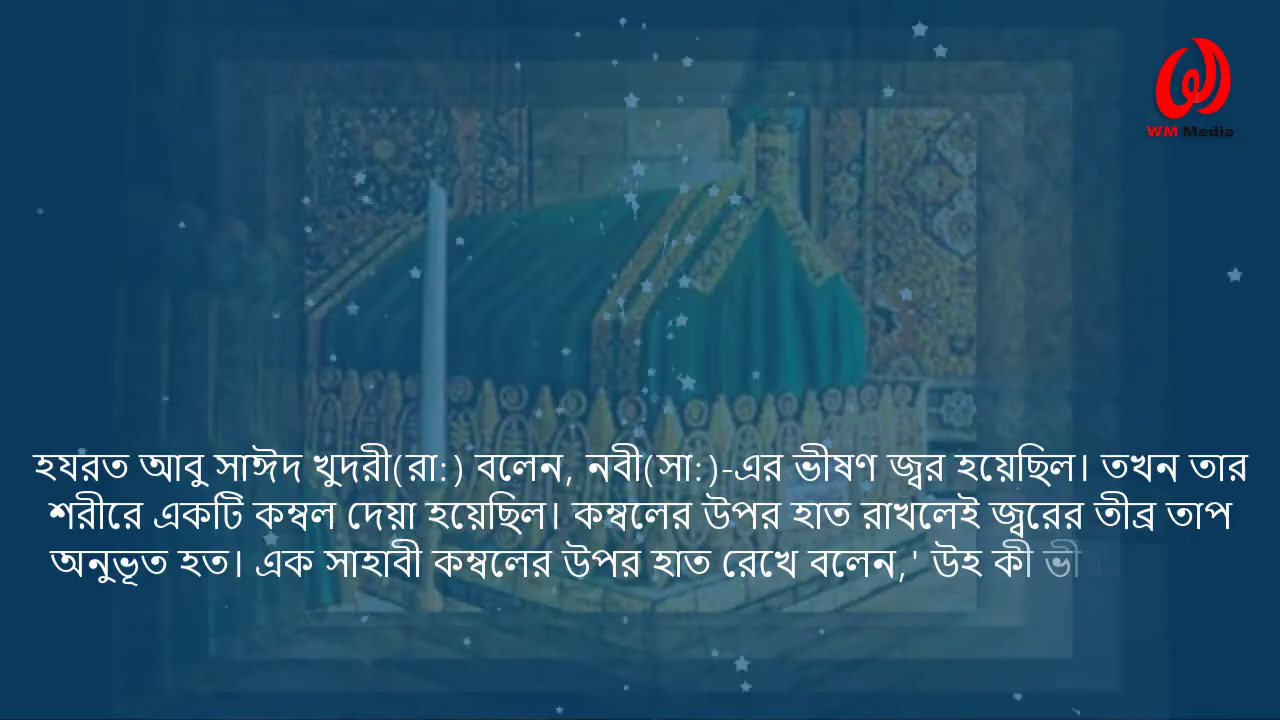 WM Media
হযরত আবু সাঈদ খুদরী(রা:) বলেন, নবী(সা:)-এর ভীষণ জ্বর হয়েছিল। তখন তার
শরীরে একটি কম্বল দেয়া হয়েছিল। কম্বলের উপর হাত রাখলেই জ্বরের তীব্র তাপ
অনুভূত হত। এক সাহাবী কম্বলের উপর হাত রেখে বলেন,' উহ কী ভী